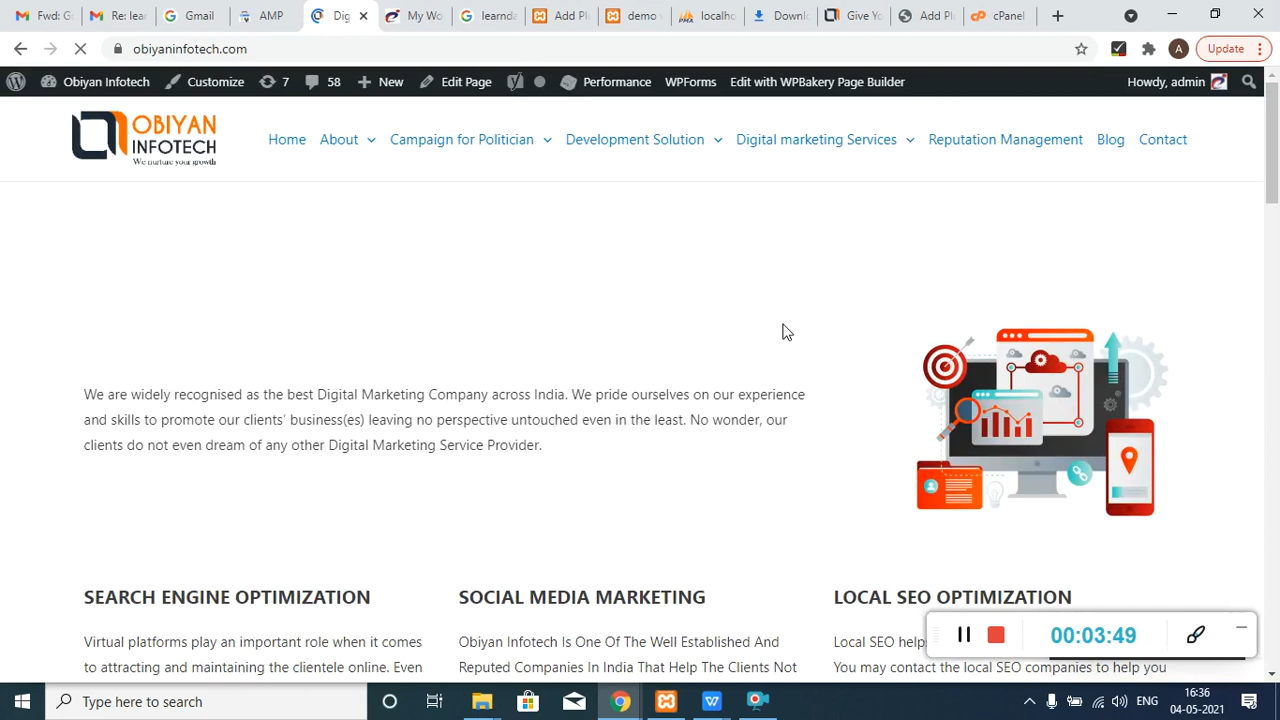 Fwd: G
Re: lear
Gmail
AMP
Dig
My Wo
learnda
Add Pl
demo
localho
Downl
Give Yo
Add Pl
cPanel
obiyaninfotech.com
A
Update
Obiyan Infotech
Customize
7
58
New
Edit Page
Performance
WPForms
Edit with WPBakery Page Builder
Howdy, admin
OBIYAN
INFOTECH
We nurture your growth
Home
About
Campaign for Politician
Development Solution
Digital marketing Services
Reputation Management
Blog
Contact
We are widely recognised as the best Digital Marketing Company across India. We pride ourselves on our experience
and skills to promote our clients' business(es) leaving no perspective untouched even in the least. No wonder, our
clients do not even dream of any other Digital Marketing Service Provider.
SEARCH ENGINE OPTIMIZATION
Virtual platforms play an important role when it comes
to attracting and maintaining the clientele online. Even
SOCIAL MEDIA MARKETING
Obiyan Infotech Is One Of The Well Established And
Reputed Companies In India That Help The Clients Not
LOCAL SEO OPTIMIZATION
Local SEO help
You may contact the local SEO companies to help you
00:03:49
Type here to search
ENG
16:36
04-05-2021